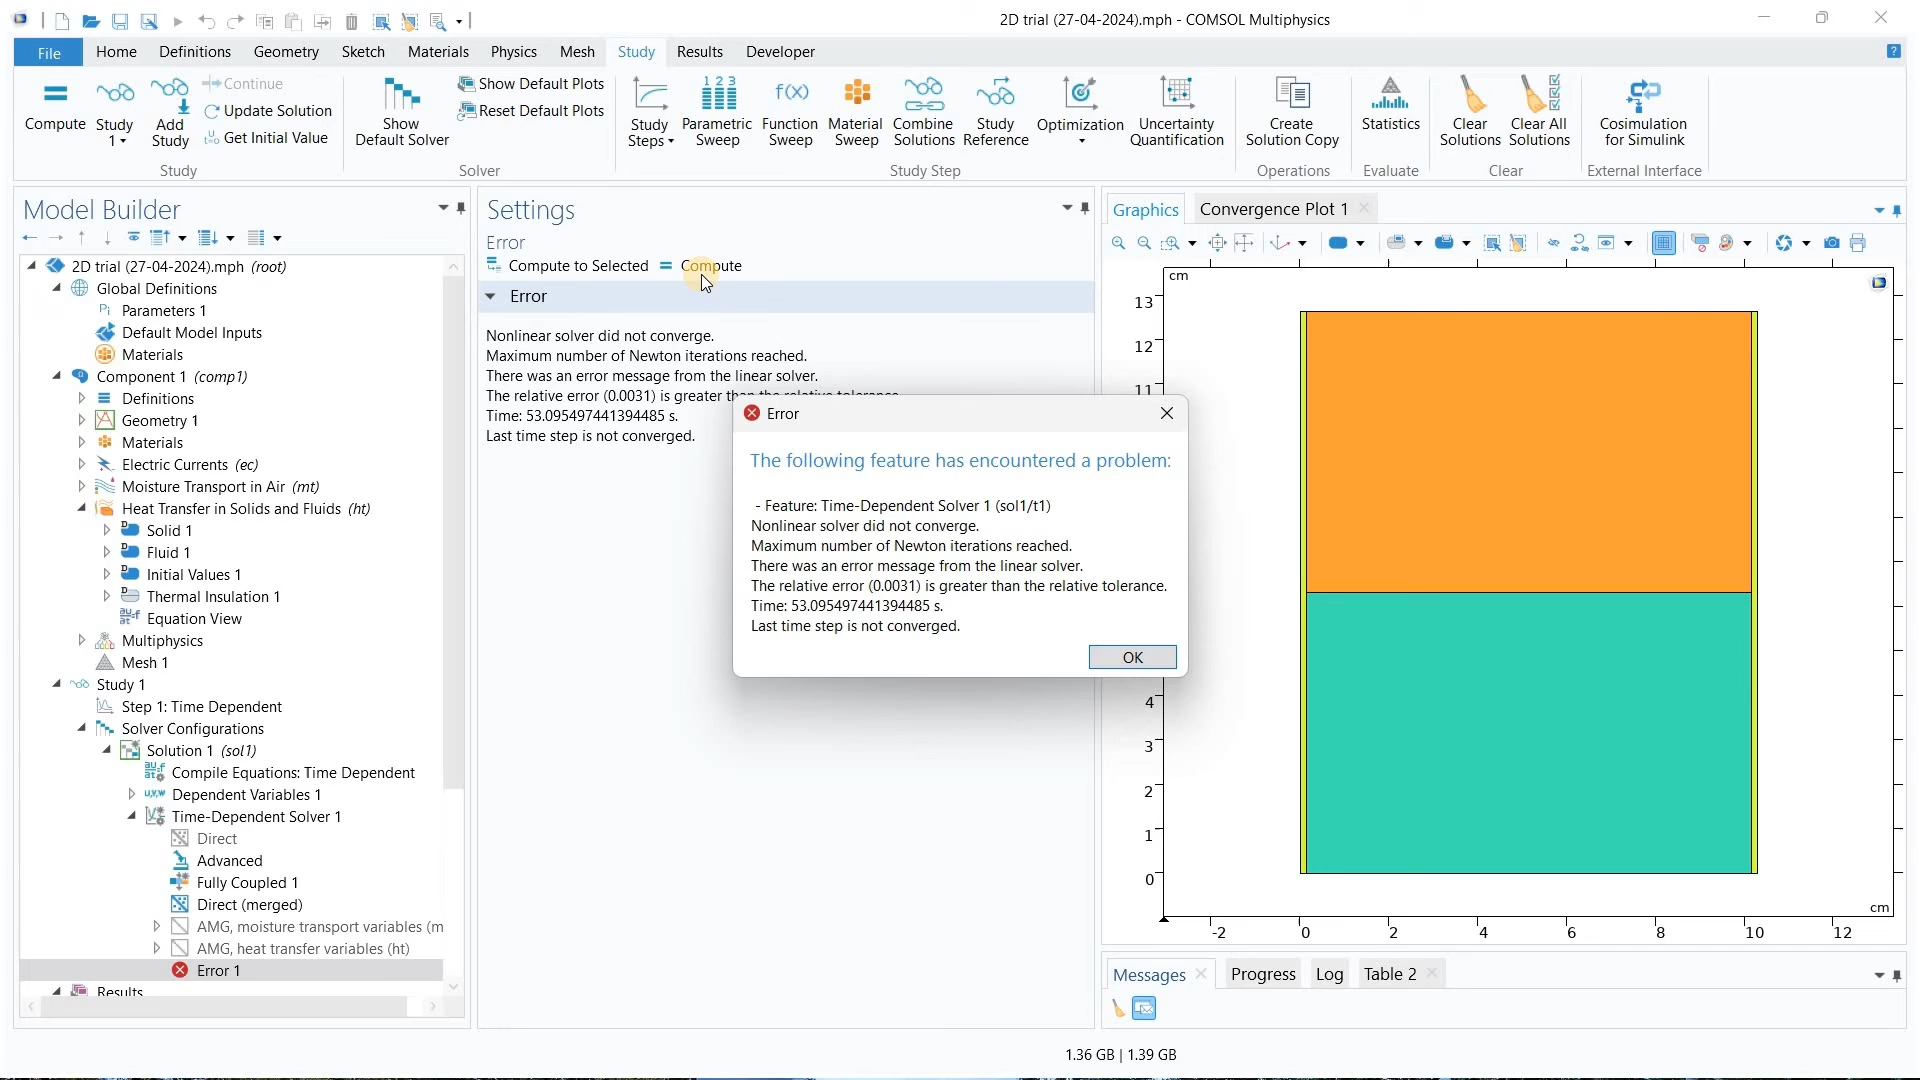 2D trial (27-04-2024).mph - COMSOL Multiphysics
File
Home
Definitions
Geometry
Sketch
Materials
Physics
Mesh
Study
Results
Developer
Compute
Study
1
Add
Study
Continue
Update Solution
Get Initial Value
Study
Show
Default Solver
Show Default Plots
Reset Default Plots
Solver
Study
Steps
Parametric
Sweep
Function
Sweep
Material
Sweep
Combine
Solutions
Study
Reference
Optimization
Uncertainty
Quantification
Study Step
Create
Solution Copy
Operations
Statistics
Evaluate
Clear
Solutions
Clear All
Solutions
Clear
Cosimulation
for Simulink
External Interface
Model Builder
2D trial (27-04-2024).mph (root)
Global Definitions
Pi Parameters 1
Default Model Inputs
Materials
Component 1 (comp1)
Definitions
Geometry 1
Materials
Electric Currents (ec)
Moisture Transport in Air (mt)
Heat Transfer in Solids and Fluids (ht)
Solid 1
Fluid 1
Initial Values 1
Thermal Insulation 1
Equation View
Multiphysics
Mesh 1
Study 1
Step 1: Time Dependent
Solver Configurations
Solution 1 (sol1)
Compile Equations: Time Dependent
Dependent Variables 1
Time-Dependent Solver 1
Direct
Advanced
Fully Coupled 1
Direct (merged)
AMG, moisture transport variables (m
AMG, heat transfer variables (ht)
Error 1
Results
Settings
Error
Compute to Selected
Compute
Error
Nonlinear solver did not converge.
Maximum number of Newton iterations reached.
There was an error message from the linear solver.
The relative error (0.0031) is greater than the relative tolerance.
Time: 53.095497441394485 s.
Last time step is not converged.
Error
The following feature has encountered a problem:
- Feature: Time-Dependent Solver 1 (sol1/t1)
Nonlinear solver did not converge.
Maximum number of Newton iterations reached.
There was an error message from the linear solver.
The relative error (0.0031) is greater than the relative tolerance.
Time: 53.095497441394485 s.
Last time step is not converged.
OK
Graphics
Convergence Plot 1
cm
13
12
11
4
3
2
1
0
cm
-2
0
2
4
6
8
10
12
Messages
Progress
Log
Table 2
1.36 GB | 1.39 GB